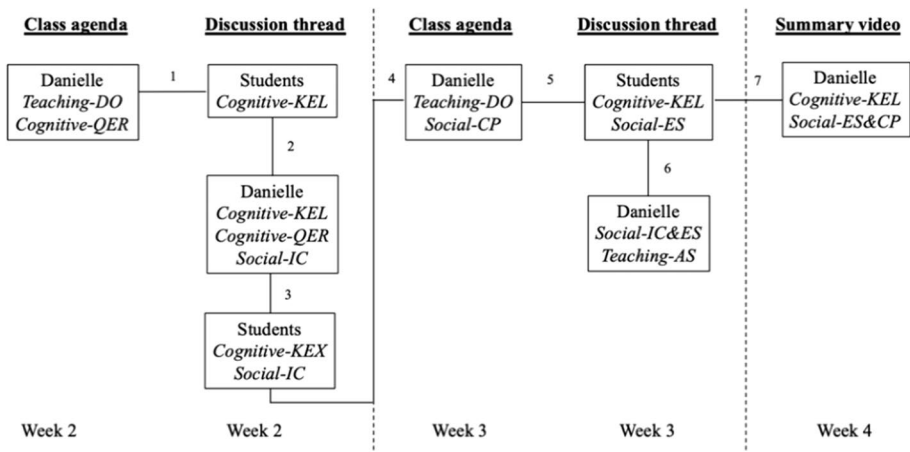 Class agenda
Discussion thread
Class agenda
Discussion thread
Summary video
Danielle
Teaching-DO
Cognitive-QER
1
Students
Cognitive-KEL
2
Danielle
Cognitive-KEL
Cognitive-QER
Social-IC
3
Students
Cognitive-KEX
Social-IC
4
Danielle
Teaching-DO
Social-CP
5
Students
Cognitive-KEL
Social-ES
6
Danielle
Social-IC&ES
Teaching-AS
7
Danielle
Cognitive-KEL
Social-ES&CP
Week 2
Week 2
Week 3
Week 3
Week 4